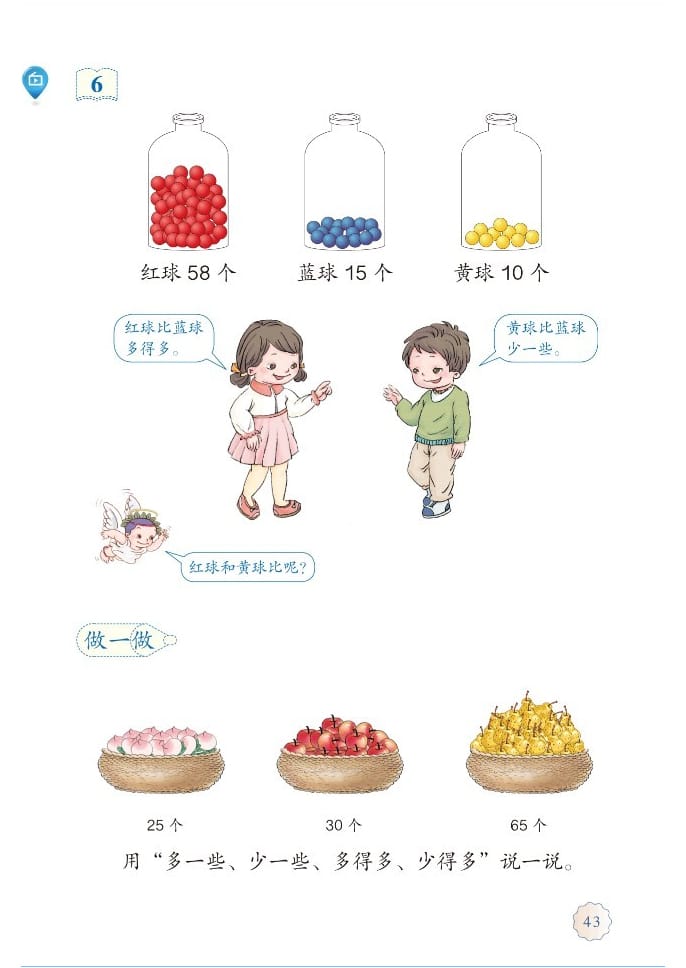 6
红球 58 个
蓝球 15 个
黄球 10 个
红球比蓝球
多得多。
黄球比蓝球
少一些。
红球和黄球比呢?
做一做
25 个
30 个
65 个
用“多一些、少一些、多得多、少得多”说一说。
43